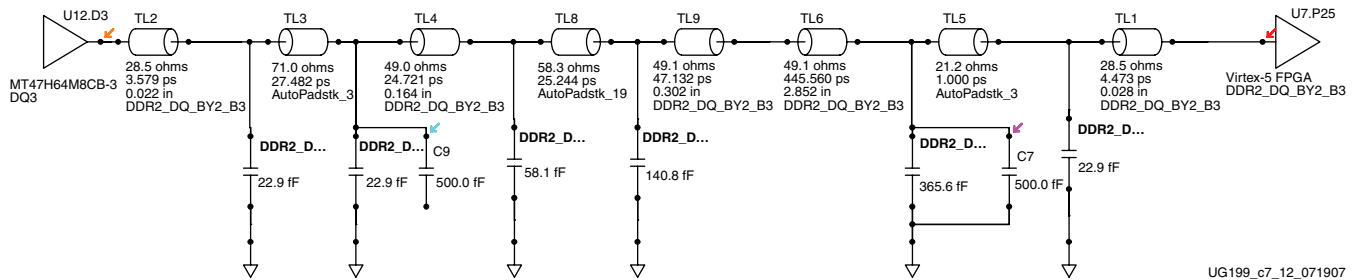 U12.D3
TL2
TL3
TL4
TL8
TL9
TL6
TL5
TL1
U7.P25
MT47H64M8CB-3
DQ3
28.5 ohms
3.579 ps
0.022 in
DDR2_DQ_BY2_B3
71.0 ohms
27.482 ps
AutoPadstk_3
49.0 ohms
24.721 ps
0.164 in
DDR2_DQ_BY2_B3
58.3 ohms
25.244 ps
AutoPadstk_19
49.1 ohms
47.132 ps
0.302 in
DDR2_DQ_BY2_B3
49.1 ohms
445.560 ps
2.852 in
DDR2_DQ_BY2_B3
21.2 ohms
1.000 ps
AutoPadstk_3
28.5 ohms
4.473 ps
0.028 in
DDR2_DQ_BY2_B3
Virtex-5 FPGA
DDR2_DQ_BY2_B3
DDR2_D...
22.9 fF
DDR2_D...
22.9 fF
C9
500.0 fF
DDR2_D...
58.1 fF
DDR2_D...
140.8 fF
DDR2_D...
365.6 fF
C7
500.0 fF
DDR2_D...
22.9 fF
UG199_c7_12_071907